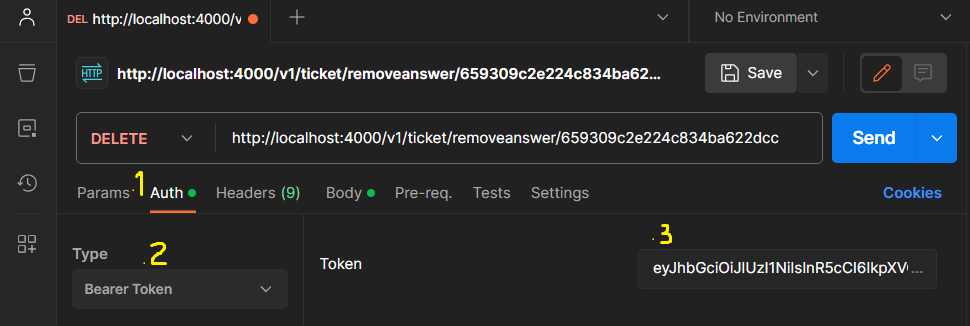 DEL http://localhost:4000/v
No Environment
HTTP http://localhost:4000/v1/ticket/removeanswer/659309c2e224c834ba62...
Save
DELETE http://localhost:4000/v1/ticket/removeanswer/659309c2e224c834ba622dcc
Send
Params 1 Auth Headers (9) Body Pre-req. Tests Settings Cookies
2 3
Type
Token eyJhbGciOiJIUzI1NiIsInR5cCI6IkpXV...
Bearer Token